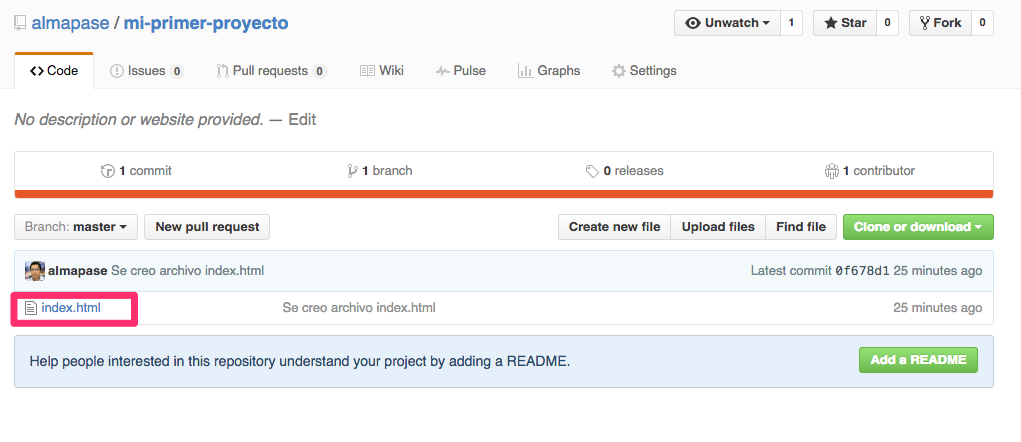 almapase / mi-primer-proyecto
Unwatch 1 Star 0 Fork 0
Code Issues 0 Pull requests 0 Wiki Pulse Graphs Settings
No description or website provided. — Edit
1 commit 1 branch 0 releases 1 contributor
Branch: master New pull request Create new file Upload files Find file Clone or download
almapase Se creo archivo index.html Latest commit 0f678d1 25 minutes ago
index.html Se creo archivo index.html 25 minutes ago
Help people interested in this repository understand your project by adding a README. Add a README